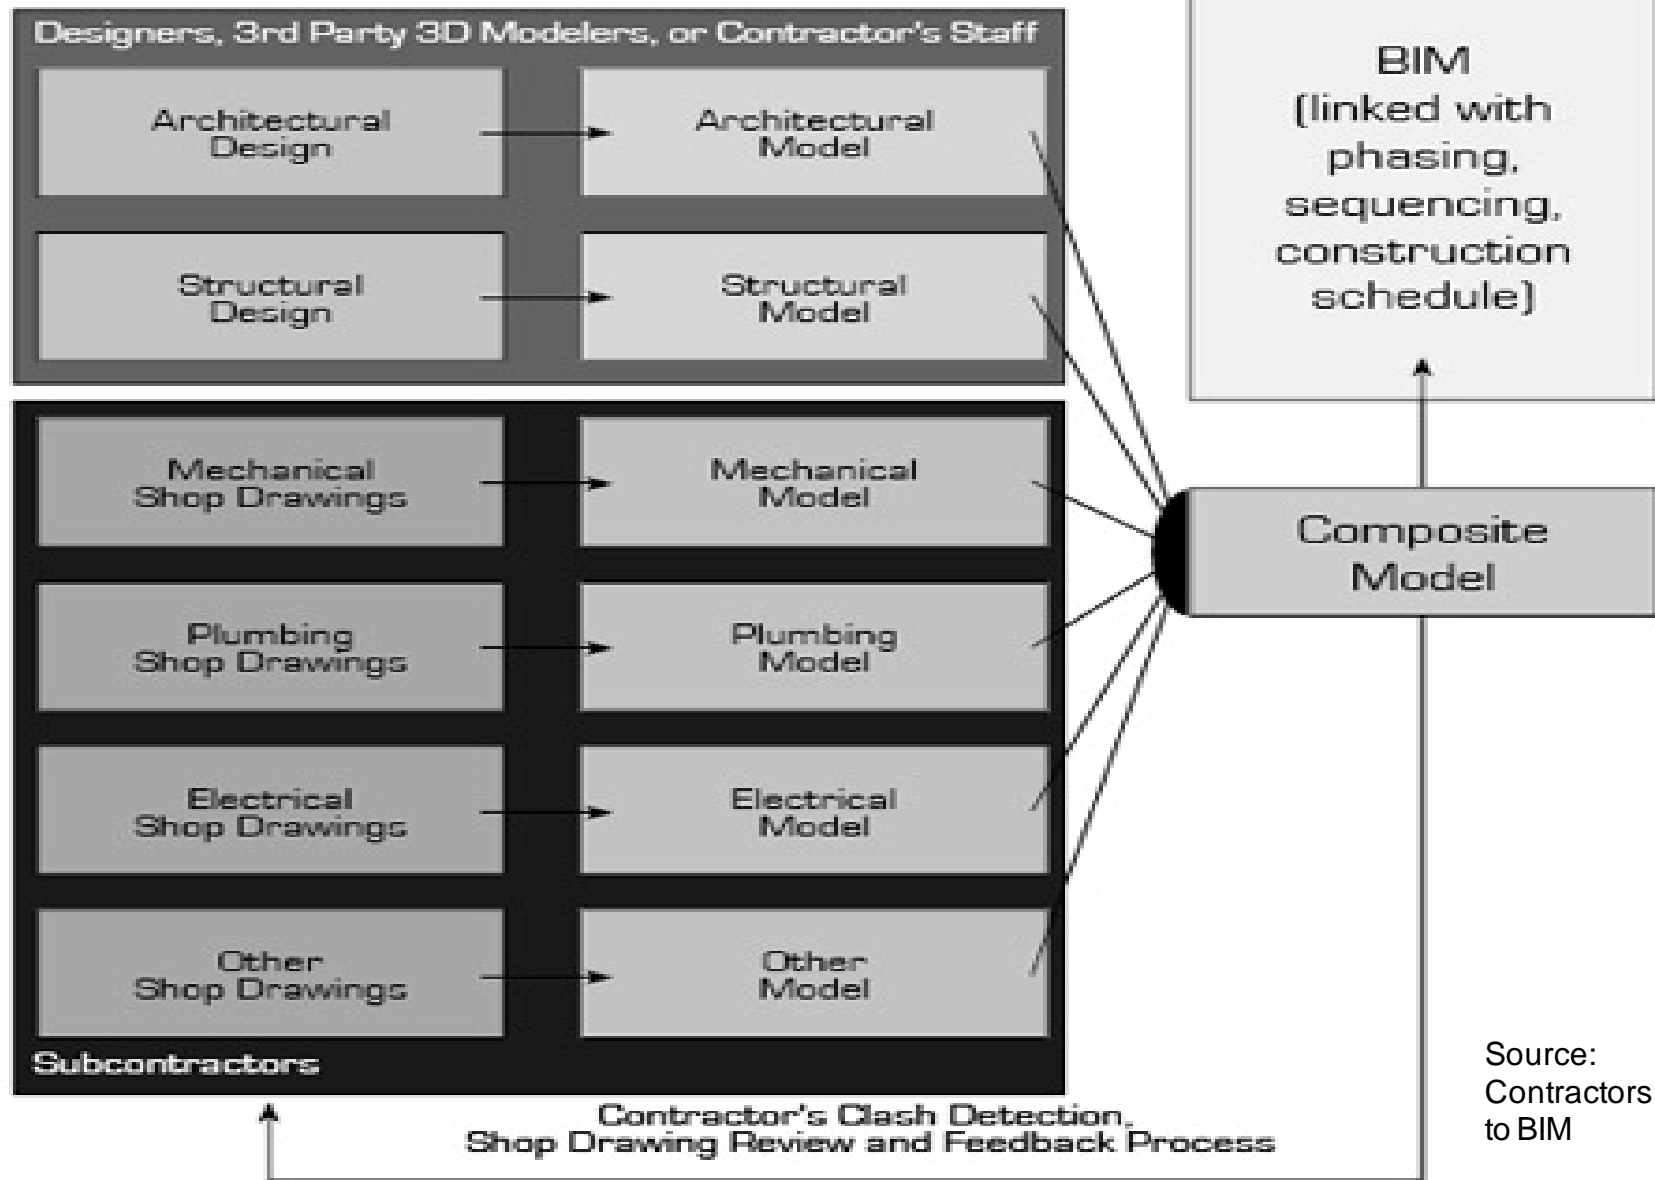 Designers, 3rd Party 3D Modelers, or Contractor's Staff
Architectural
Design
Architectural
Model
Structural
Design
Structural
Model
Mechanical
Shop Drawings
Mechanical
Model
Plumbing
Shop Drawings
Plumbing
Model
Electrical
Shop Drawings
Electrical
Model
Other
Shop Drawings
Other
Model
Subcontractors
Contractor's Clash Detection,
Shop Drawing Review and Feedback Process
BIM
(linked with
phasing,
sequencing,
construction
schedule)
Composite
Model
Source:
Contractors
to BIM